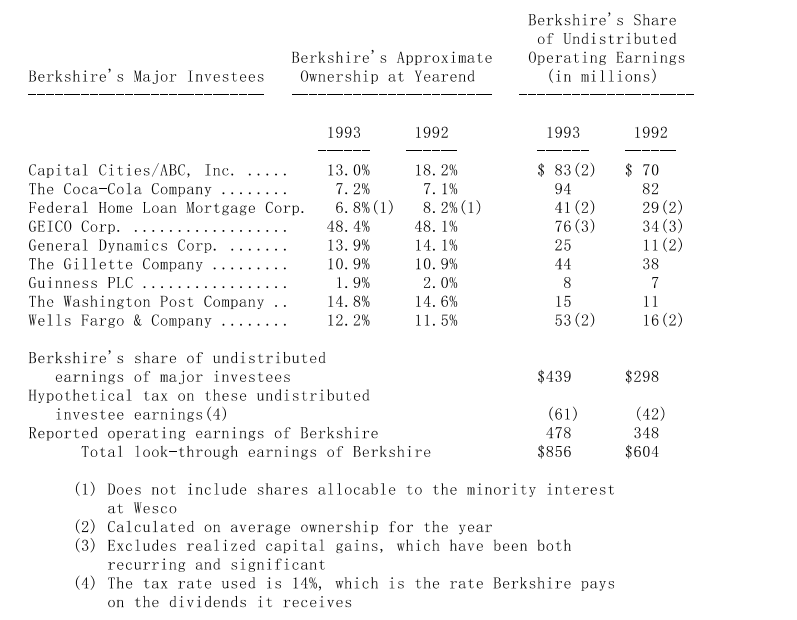 Berkshire's Share
of Undistributed
Berkshire's Approximate Operating Earnings
Berkshire's Major Investees Ownership at Yearend (in millions)
1993 1992 1993 1992
Capital Cities/ABC, Inc. ..... 13.0% 18.2% $ 83(2) $ 70
The Coca-Cola Company ........ 7.2% 7.1% 94 82
Federal Home Loan Mortgage Corp. 6.8%(1) 8.2%(1) 41(2) 29(2)
GEICO Corp. .................. 48.4% 48.1% 76(3) 34(3)
General Dynamics Corp. ....... 13.9% 14.1% 25 11(2)
The Gillette Company ......... 10.9% 10.9% 44 38
Guinness PLC ................. 1.9% 2.0% 8 7
The Washington Post Company .. 14.8% 14.6% 15 11
Wells Fargo & Company ........ 12.2% 11.5% 53(2) 16(2)
Berkshire's share of undistributed
earnings of major investees $439 $298
Hypothetical tax on these undistributed
investee earnings(4) (61) (42)
Reported operating earnings of Berkshire 478 348
Total look-through earnings of Berkshire $856 $604
(1) Does not include shares allocable to the minority interest
at Wesco
(2) Calculated on average ownership for the year
(3) Excludes realized capital gains, which have been both
recurring and significant
(4) The tax rate used is 14%, which is the rate Berkshire pays
on the dividends it receives